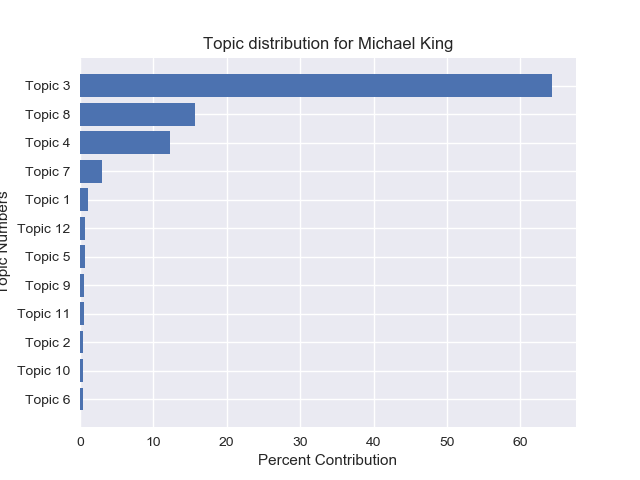 Topic distribution for Michael King
Topic 3
Topic 8
Topic 4
Topic 7
Topic 1
Topic 12
Topic 5
Topic 9
Topic 11
Topic 2
Topic 10
Topic 6
Topic Numbers
0 10 20 30 40 50 60
Percent Contribution